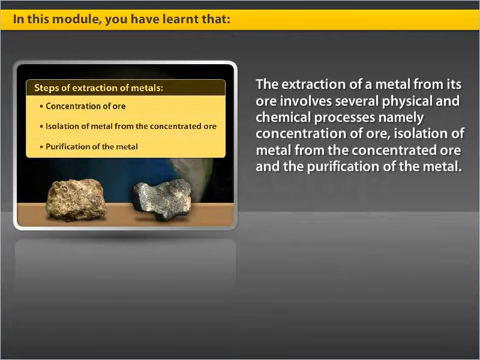 In this module, you have learnt that:
Steps of extraction of metals:
• Concentration of ore
• Isolation of metal from the concentrated ore
• Purification of the metal
The extraction of a metal from its
ore involves several physical and
chemical processes namely
concentration of ore, isolation of
metal from the concentrated ore
and the purification of the metal.